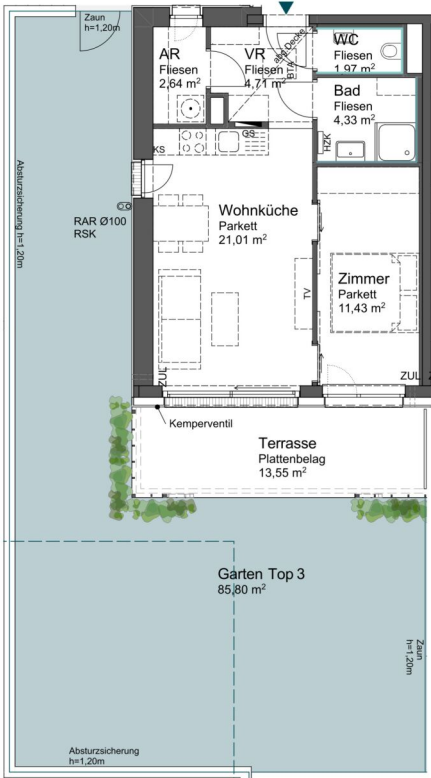 Zaun
h=1,20m
AR
Fliesen
2,64 m²
VR
Fliesen
4,71 m²
abg.Decke
BTA
WC
Fliesen
1,97 m²
Bad
Fliesen
4,33 m²
HZK
KS
GS
Absturzsicherung h=1,20m
RAR Ø100
RSK
Wohnküche
Parkett
21,01 m²
TV
Zimmer
Parkett
11,43 m²
ZUL
ZUL
Kemperventil
Terrasse
Plattenbelag
13,55 m²
Garten Top 3
85,80 m²
Zaun
h=1,20m
Absturzsicherung
h=1,20m